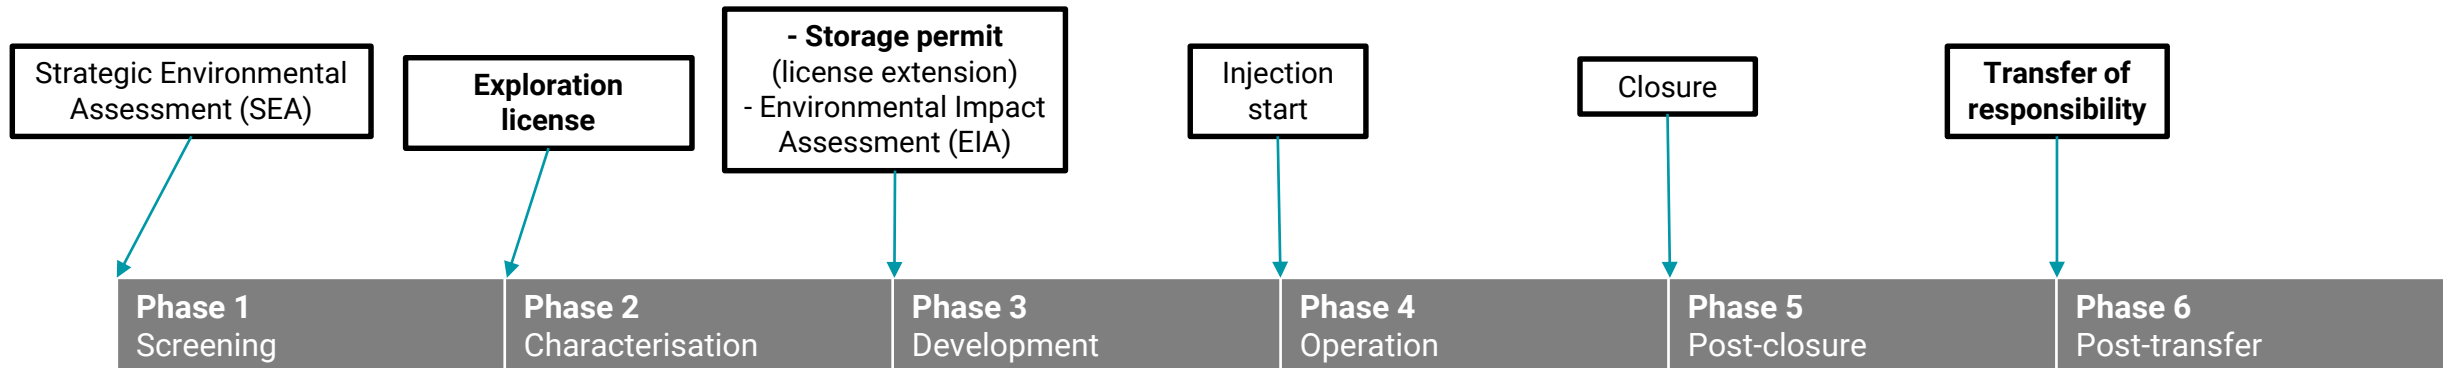 Strategic Environmental
Assessment (SEA)
Exploration
license
- Storage permit
(license extension)
- Environmental Impact
Assessment (EIA)
Injection
start
Closure
Transfer of
responsibility
Phase 1
Screening
Phase 2
Characterisation
Phase 3
Development
Phase 4
Operation
Phase 5
Post-closure
Phase 6
Post-transfer